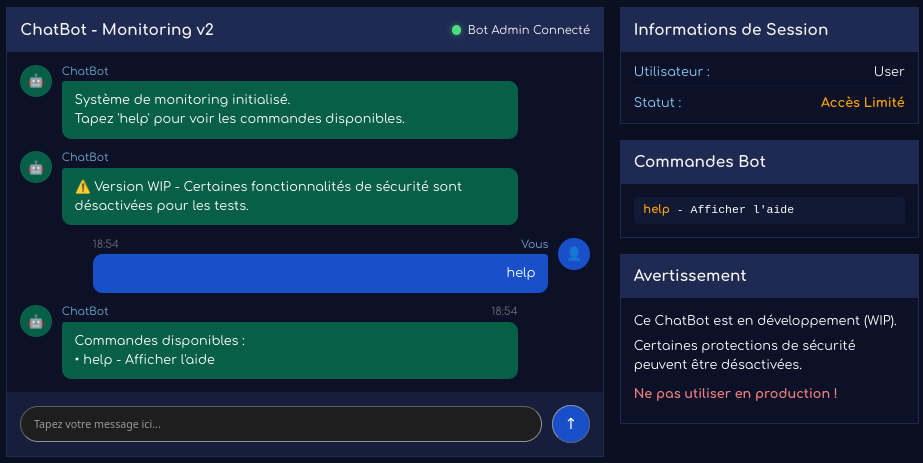 ChatBot - Monitoring v2
Bot Admin Connecté
ChatBot
Système de monitoring initialisé.
Tapez 'help' pour voir les commandes disponibles.
ChatBot
⚠️ Version WIP - Certaines fonctionnalités de sécurité sont
désactivées pour les tests.
18:54
Vous
help
ChatBot
18:54
Commandes disponibles :
• help - Afficher l'aide
Tapez votre message ici...
Informations de Session
Utilisateur :
User
Statut :
Accès Limité
Commandes Bot
help - Afficher l'aide
Avertissement
Ce ChatBot est en développement (WIP).
Certaines protections de sécurité
peuvent être désactivées.
Ne pas utiliser en production !